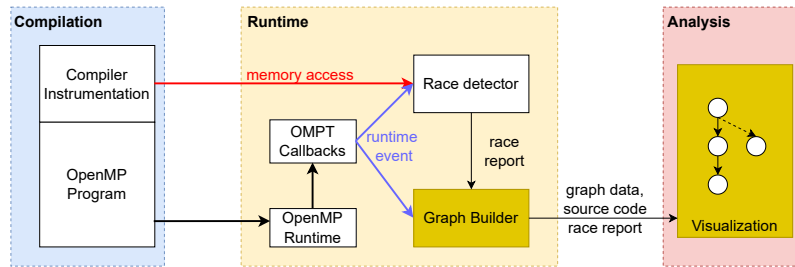 Compilation
Runtime
Analysis
Compiler
Instrumentation
memory access
Race detector
OMPT
Callbacks
runtime
event
race
report
OpenMP
Program
OpenMP
Runtime
Graph Builder
graph data,
source code
race report
Visualization